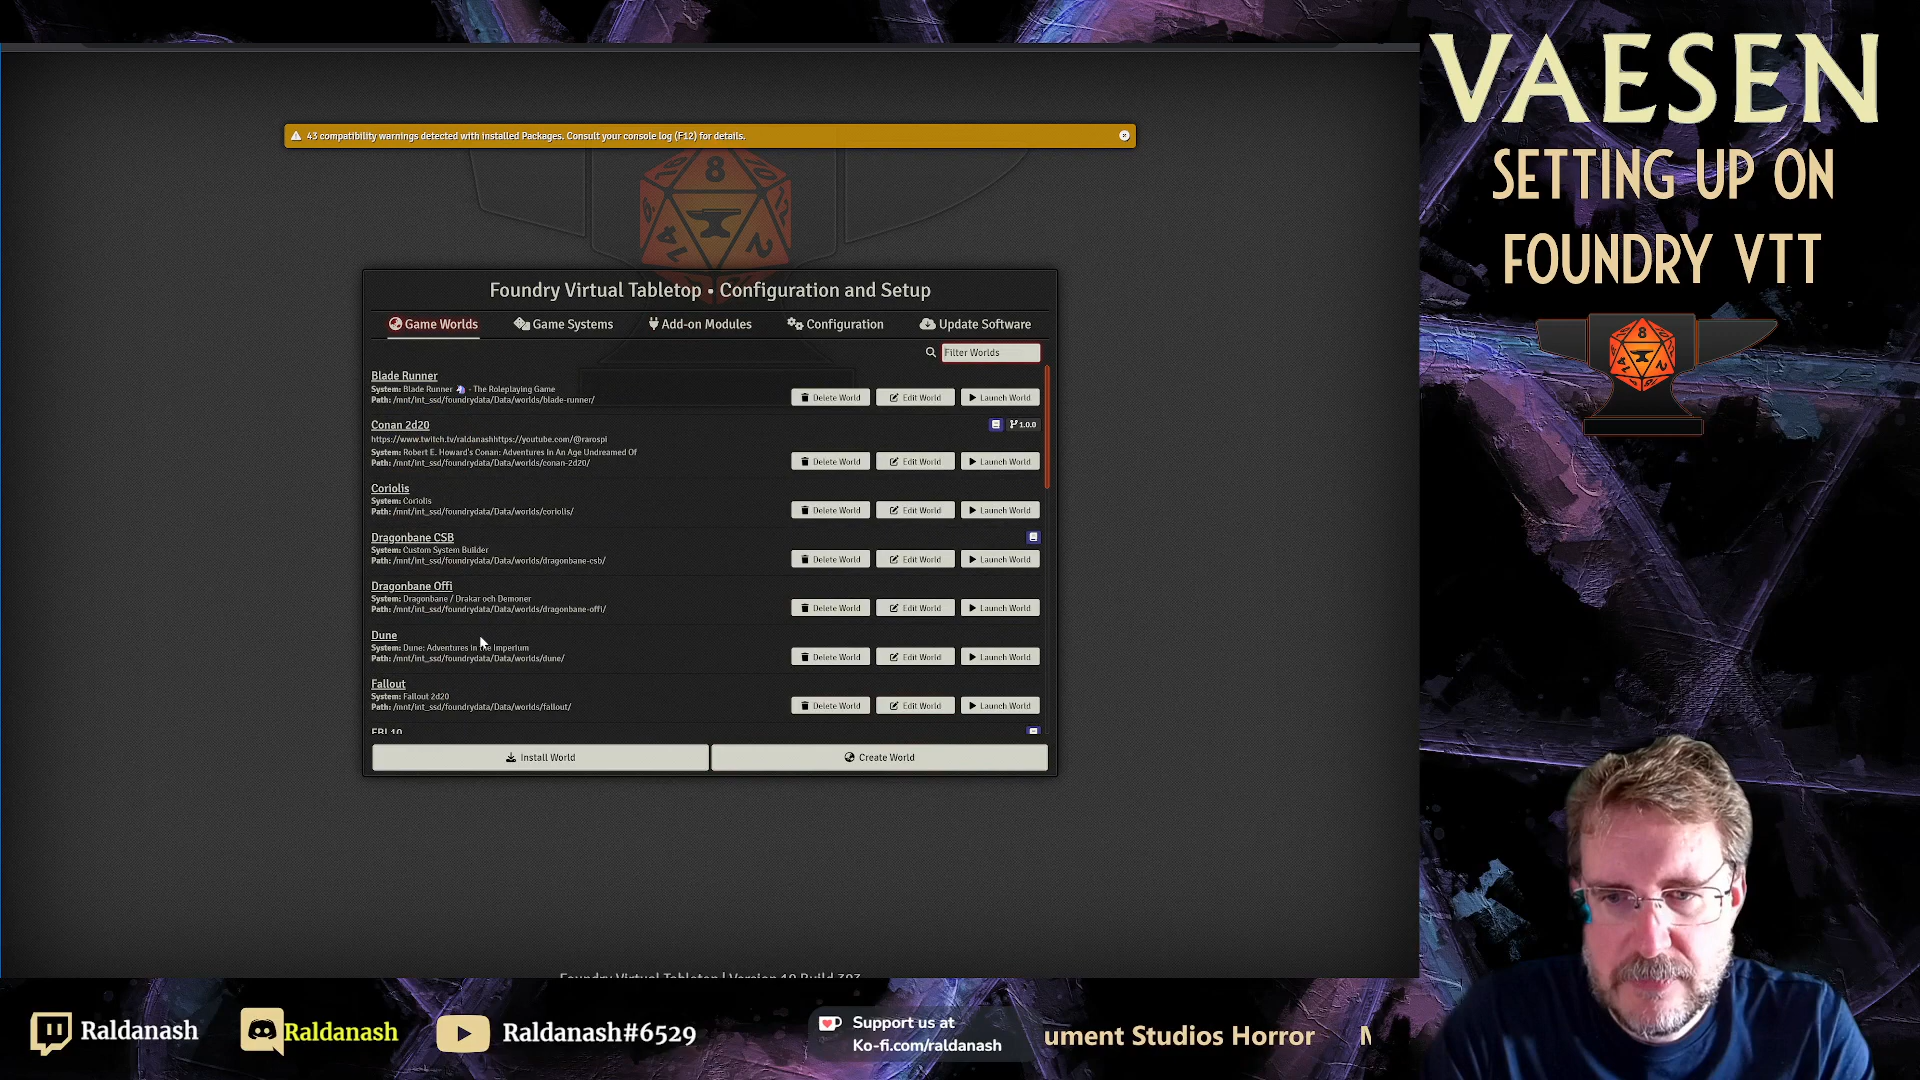 43 compatibility warnings detected with installed Packages. Consult your console log (F12) for details.
Foundry Virtual Tabletop • Configuration and Setup
Game Worlds Game Systems Add-on Modules Configuration Update Software
Filter Worlds
Blade Runner
System: Blade Runner - The Roleplaying Game
Path: /mnt/int_ssd/foundrydata/Data/worlds/blade-runner/
Delete World Edit World Launch World
Conan 2d20
1.0.0
https://www.twitch.tv/raldanashhttps://youtube.com/@rarospi
System: Robert E. Howard's Conan: Adventures In An Age Undreamed Of
Path: /mnt/int_ssd/foundrydata/Data/worlds/conan-2d20/
Delete World Edit World Launch World
Coriolis
System: Coriolis
Path: /mnt/int_ssd/foundrydata/Data/worlds/coriolis/
Delete World Edit World Launch World
Dragonbane CSB
System: Custom System Builder
Path: /mnt/int_ssd/foundrydata/Data/worlds/dragonbane-csb/
Delete World Edit World Launch World
Dragonbane Offi
System: Dragonbane / Drakar och Demoner
Path: /mnt/int_ssd/foundrydata/Data/worlds/dragonbane-offi/
Delete World Edit World Launch World
Dune
System: Dune: Adventures in the Imperium
Path: /mnt/int_ssd/foundrydata/Data/worlds/dune/
Delete World Edit World Launch World
Fallout
System: Fallout 2d20
Path: /mnt/int_ssd/foundrydata/Data/worlds/fallout/
Delete World Edit World Launch World
Install World Create World
Foundry Virtual Tabletop | Version 10 Build 303
VAESEN
SETTING UP ON
FOUNDRY VTT
8
Raldanash
Raldanash
Raldanash#6529
Support us at
Ko-fi.com/raldanash
ument Studios Horror